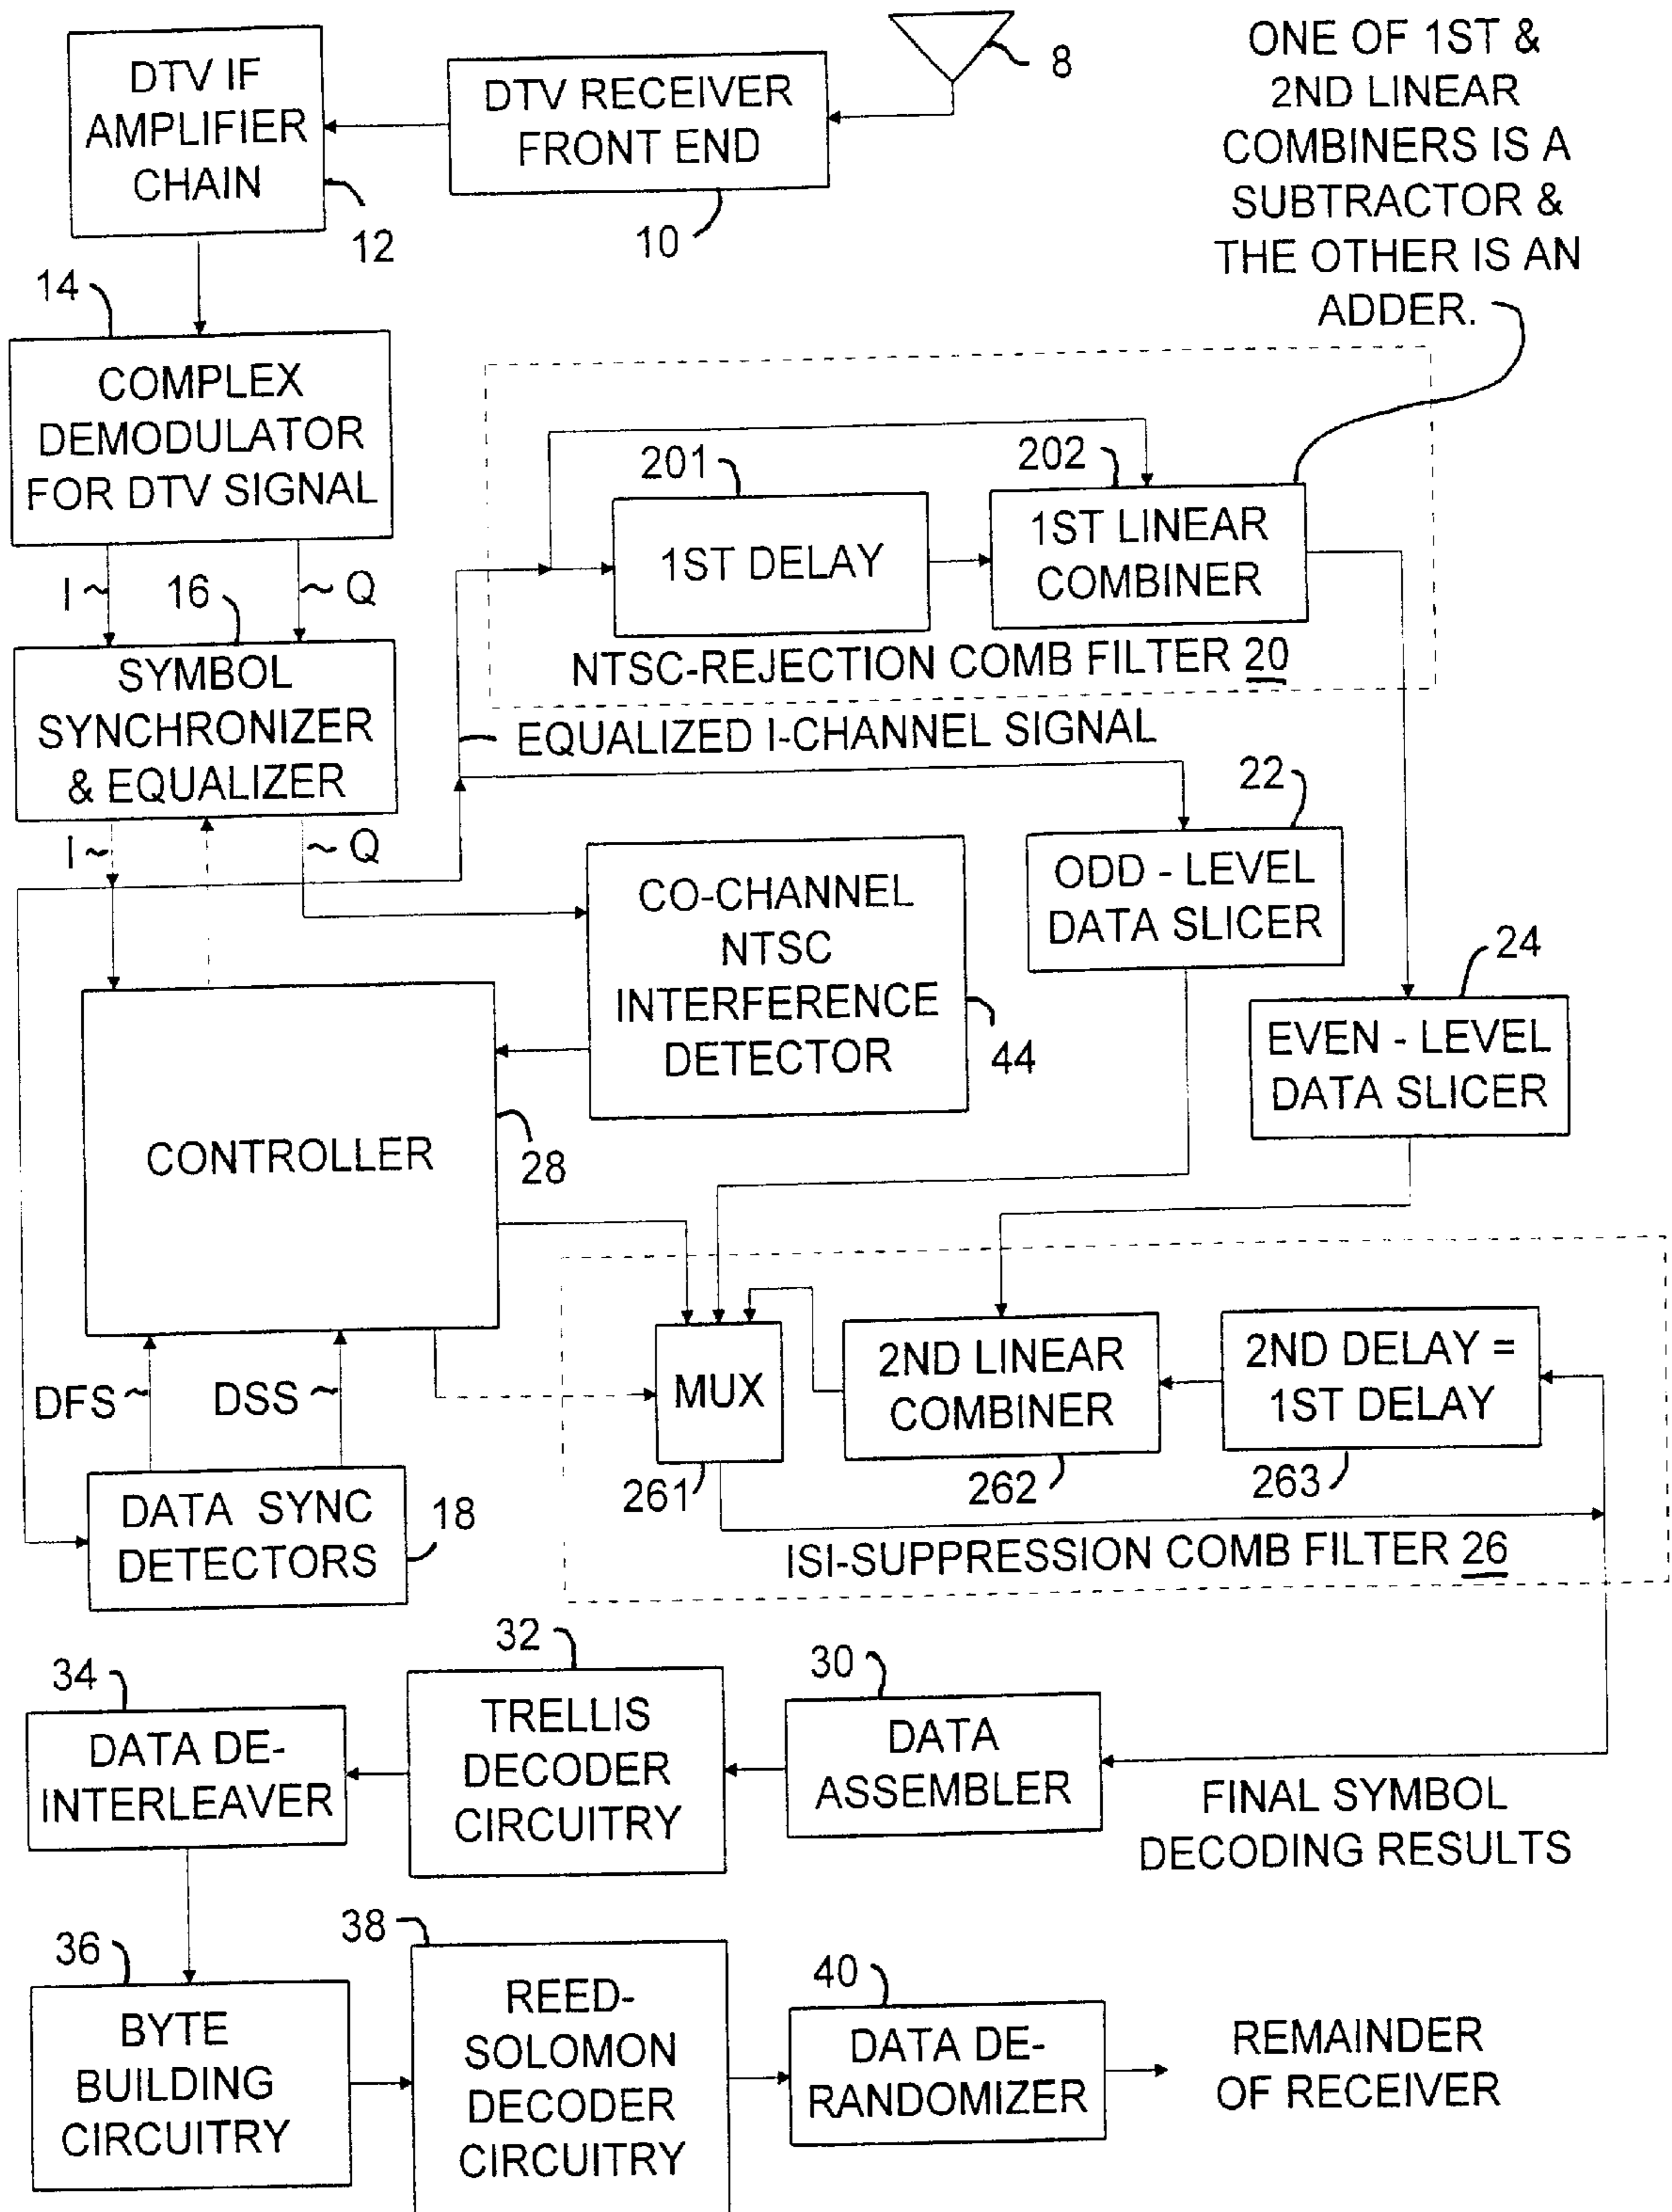 8
ONE OF 1ST &
2ND LINEAR
COMBINERS IS A
SUBTRACTOR &
THE OTHER IS AN
ADDER.
DTV IF
AMPLIFIER
CHAIN
12
DTV RECEIVER
FRONT END
10
14
COMPLEX
DEMODULATOR
FOR DTV SIGNAL
I ~
~ Q
16
SYMBOL
SYNCHRONIZER
& EQUALIZER
I ~
~ Q
201
1ST DELAY
202
1ST LINEAR
COMBINER
NTSC-REJECTION COMB FILTER 20
EQUALIZED I-CHANNEL SIGNAL
22
ODD - LEVEL
DATA SLICER
24
EVEN - LEVEL
DATA SLICER
CO-CHANNEL
NTSC
INTERFERENCE
DETECTOR
44
CONTROLLER
28
DFS ~
DSS ~
DATA SYNC
DETECTORS
18
MUX
261
2ND LINEAR
COMBINER
262
2ND DELAY =
1ST DELAY
263
ISI-SUPPRESSION COMB FILTER 26
FINAL SYMBOL
DECODING RESULTS
30
DATA
ASSEMBLER
32
TRELLIS
DECODER
CIRCUITRY
34
DATA DE-
INTERLEAVER
36
BYTE
BUILDING
CIRCUITRY
38
REED-
SOLOMON
DECODER
CIRCUITRY
40
DATA DE-
RANDOMIZER
REMAINDER
OF RECEIVER